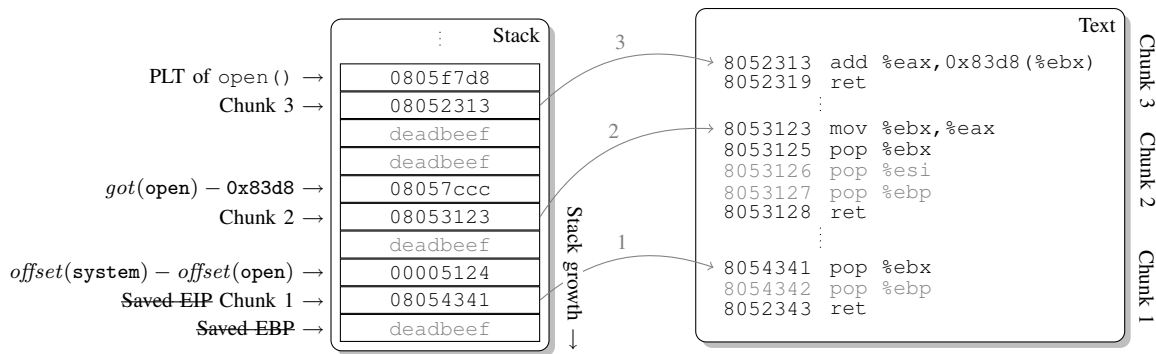 Stack
⋮
PLT of open() → 0805f7d8
Chunk 3 → 08052313
deadbeef
deadbeef
got(open) − 0x83d8 → 08057ccc
Chunk 2 → 08053123
deadbeef
offset(system) − offset(open) → 00005124
Saved EIP Chunk 1 → 08054341
Saved EBP → deadbeef
Stack growth →
3
2
1
Text
8052313 add %eax,0x83d8(%ebx)
8052319 ret
⋮
8053123 mov %ebx,%eax
8053125 pop %ebx
8053126 pop %esi
8053127 pop %ebp
8053128 ret
⋮
8054341 pop %ebx
8054342 pop %ebp
8052343 ret
Chunk 3
Chunk 2
Chunk 1